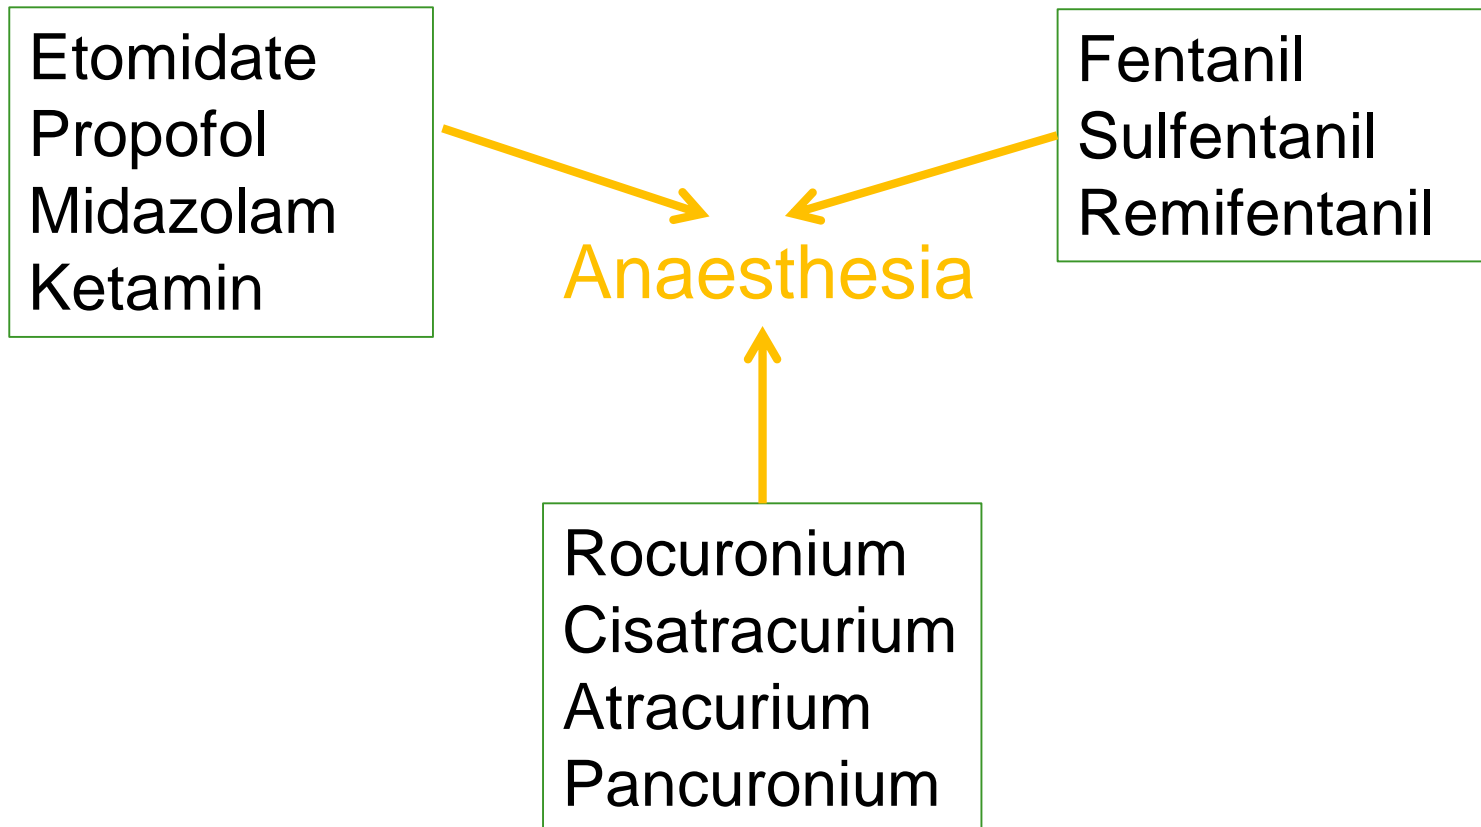 Etomidate
Propofol
Midazolam
Ketamin
Fentanil
Sulfentanil
Remifentanil
Anaesthesia
Rocuronium
Cisatracurium
Atracurium
Pancuronium